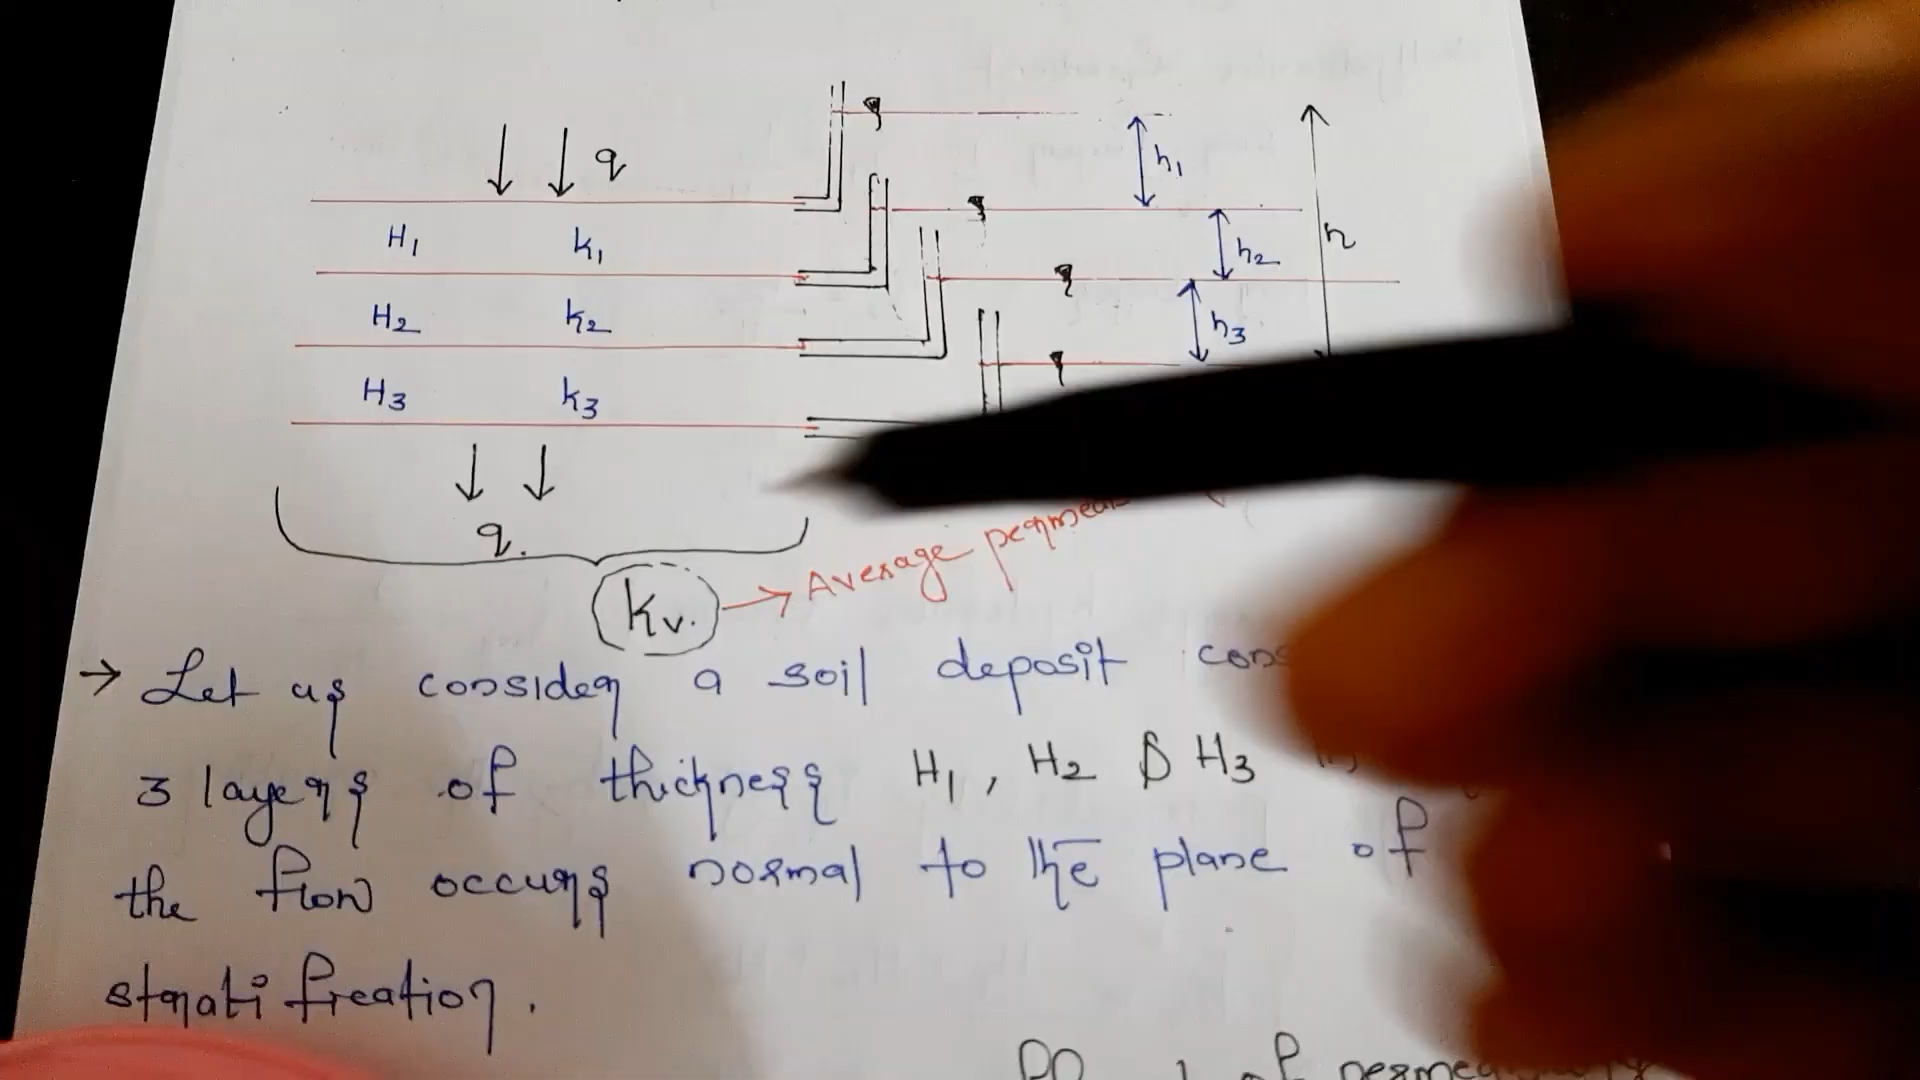 q h₁
H₁ k₁ h₂ h
H₂ k₂ h₃
H₃ k₃
q.
kv. → Average
→ Let us consider a soil deposit
3 layers of thickness H₁, H₂ & H₃
the flow occurs normal to the plane of
stratification.
of